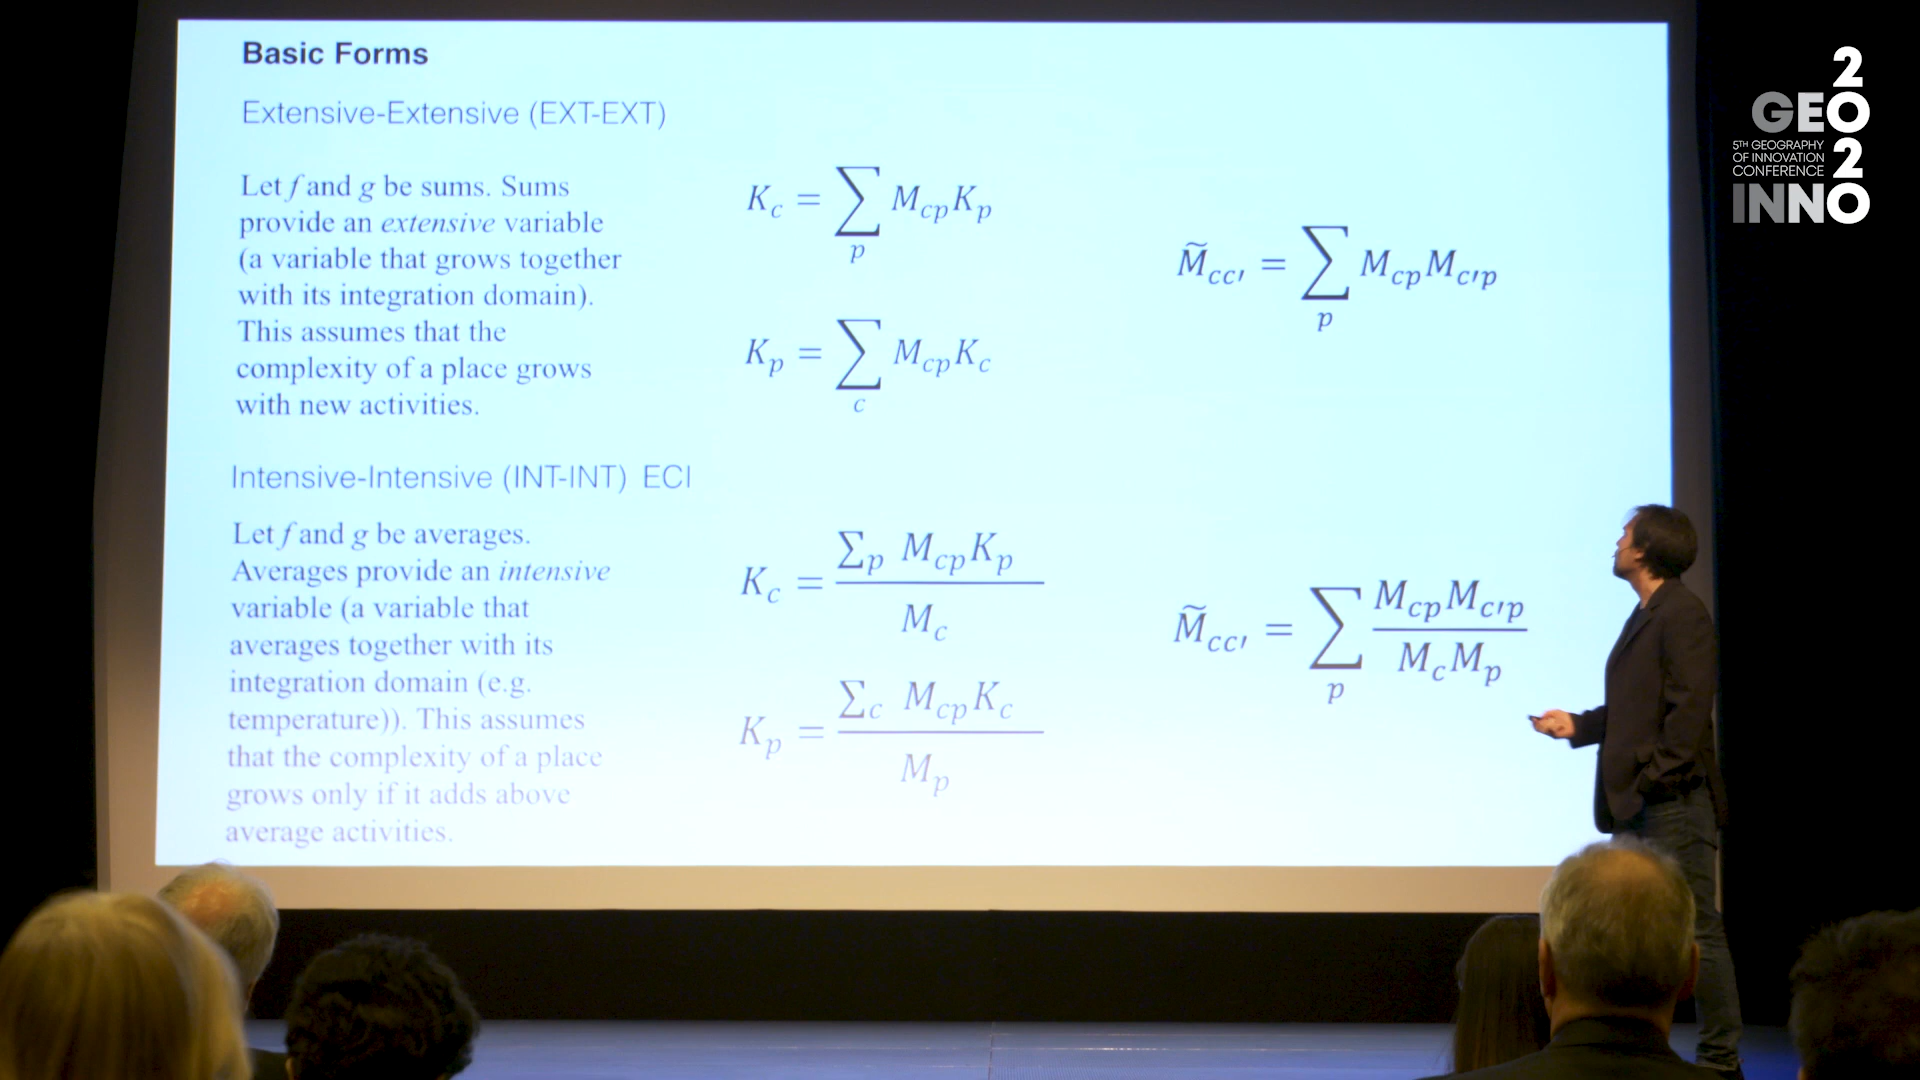 Basic Forms
Extensive-Extensive (EXT-EXT)
Let f and g be sums. Sums
provide an extensive variable
(a variable that grows together
with its integration domain).
This assumes that the
complexity of a place grows
with new activities.
K_c = ∑_p M_cp K_p
K_p = ∑_c M_cp K_c
M̃_cc′ = ∑_p M_cp M_c′p
Intensive-Intensive (INT-INT) ECI
Let f and g be averages.
Averages provide an intensive
variable (a variable that
averages together with its
integration domain (e.g.
temperature)). This assumes
that the complexity of a place
grows only if it adds above
average activities.
K_c = ∑_p M_cp K_p / M_c
K_p = ∑_c M_cp K_c / M_p
M̃_cc′ = ∑_p M_cp M_c′p / M_c M_p
2
GEO
5TH GEOGRAPHY
OF INNOVATION 2
CONFERENCE
INNO